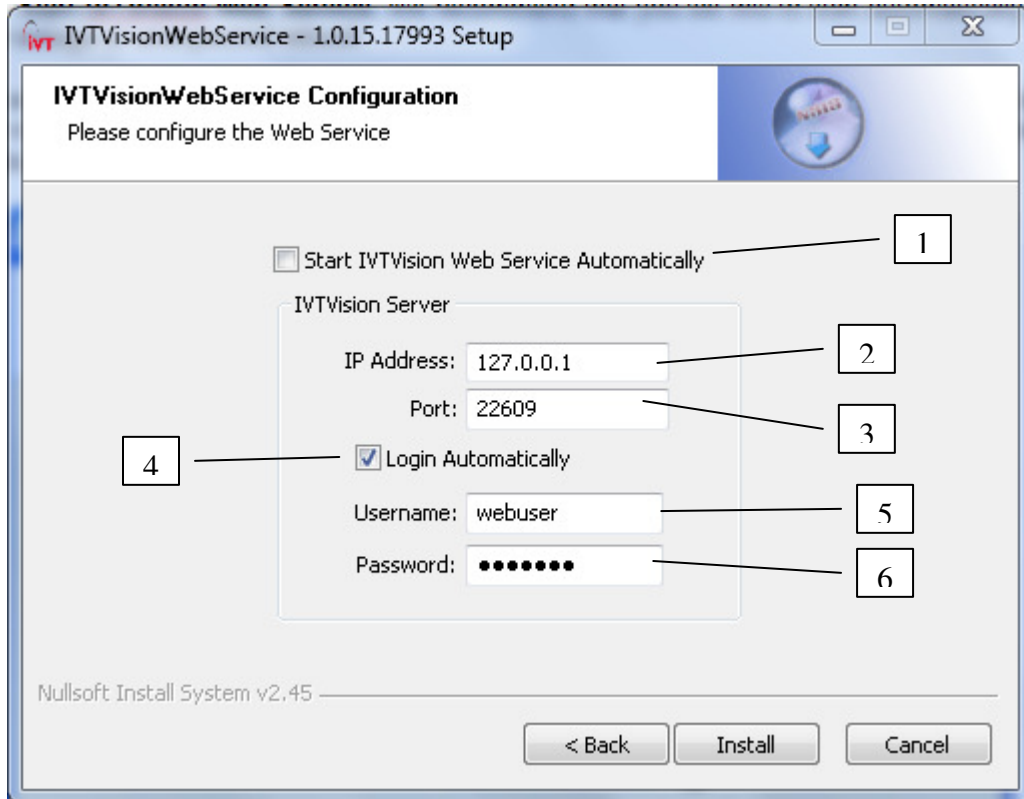 IVT IVTVisionWebService - 1.0.15.17993 Setup
IVTVisionWebService Configuration
Please configure the Web Service
Start IVTVision Web Service Automatically
1
IVTVision Server
IP Address: 127.0.0.1
2
Port: 22609
3
4
Login Automatically
Username: webuser
5
Password: ●●●●●●●
6
Nullsoft Install System v2.45
< Back
Install
Cancel